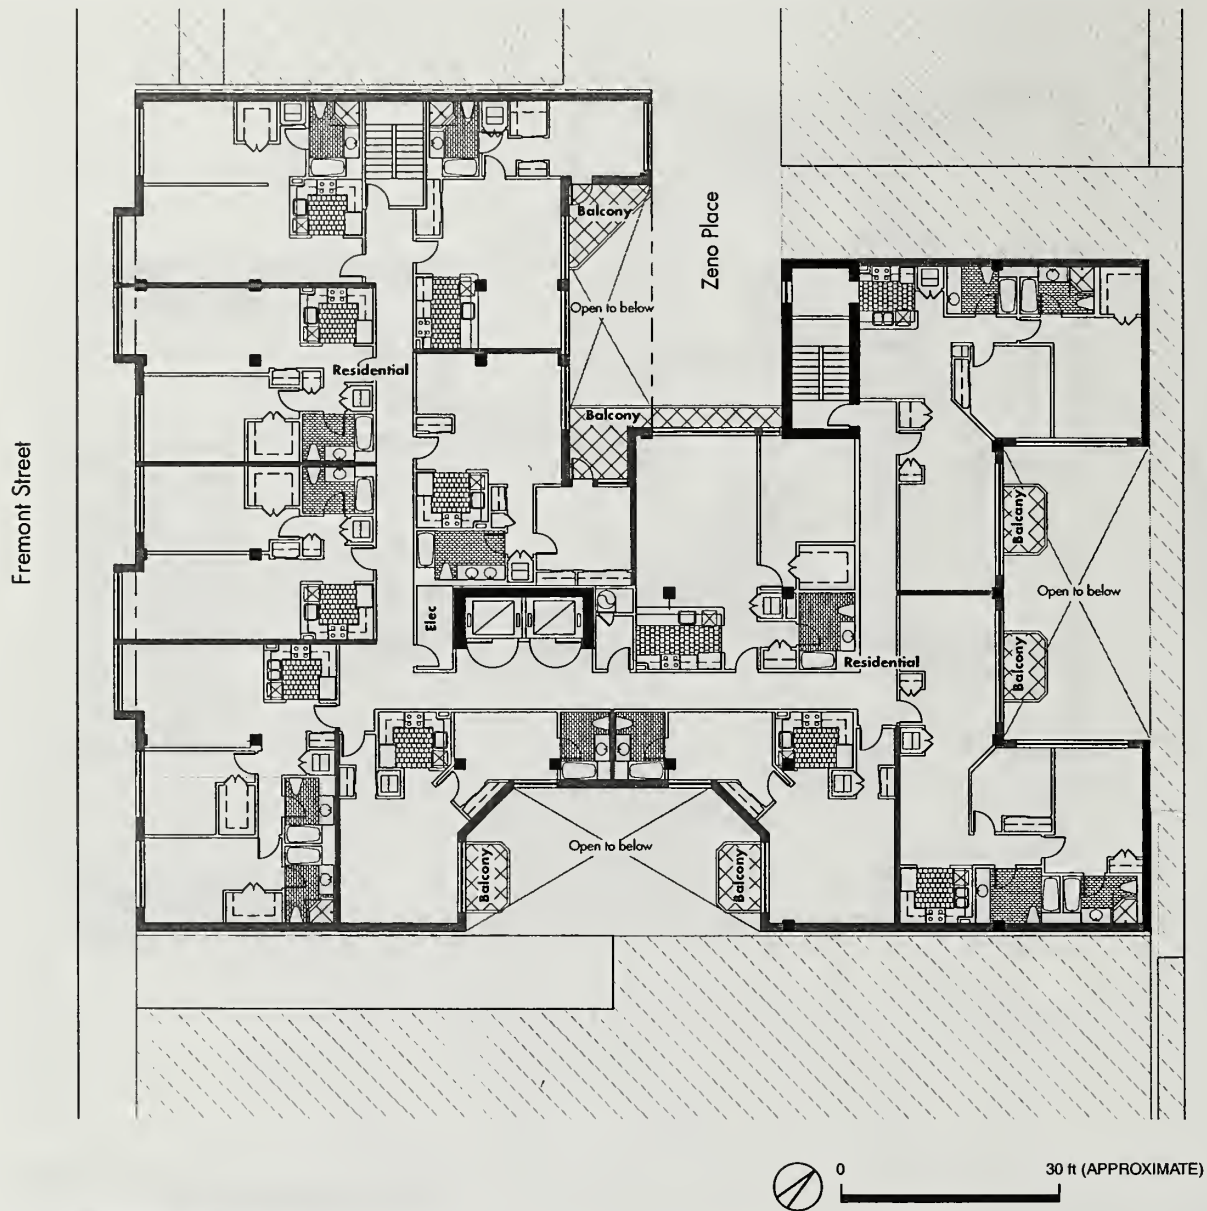 Balcony
Zeno Place
Open to below
Residential
Balcony
Fremont Street
Balcany
Open to below
Elec
Balcony
Residential
Open to below
Balcony
Balcony
0 30 ft (APPROXIMATE)